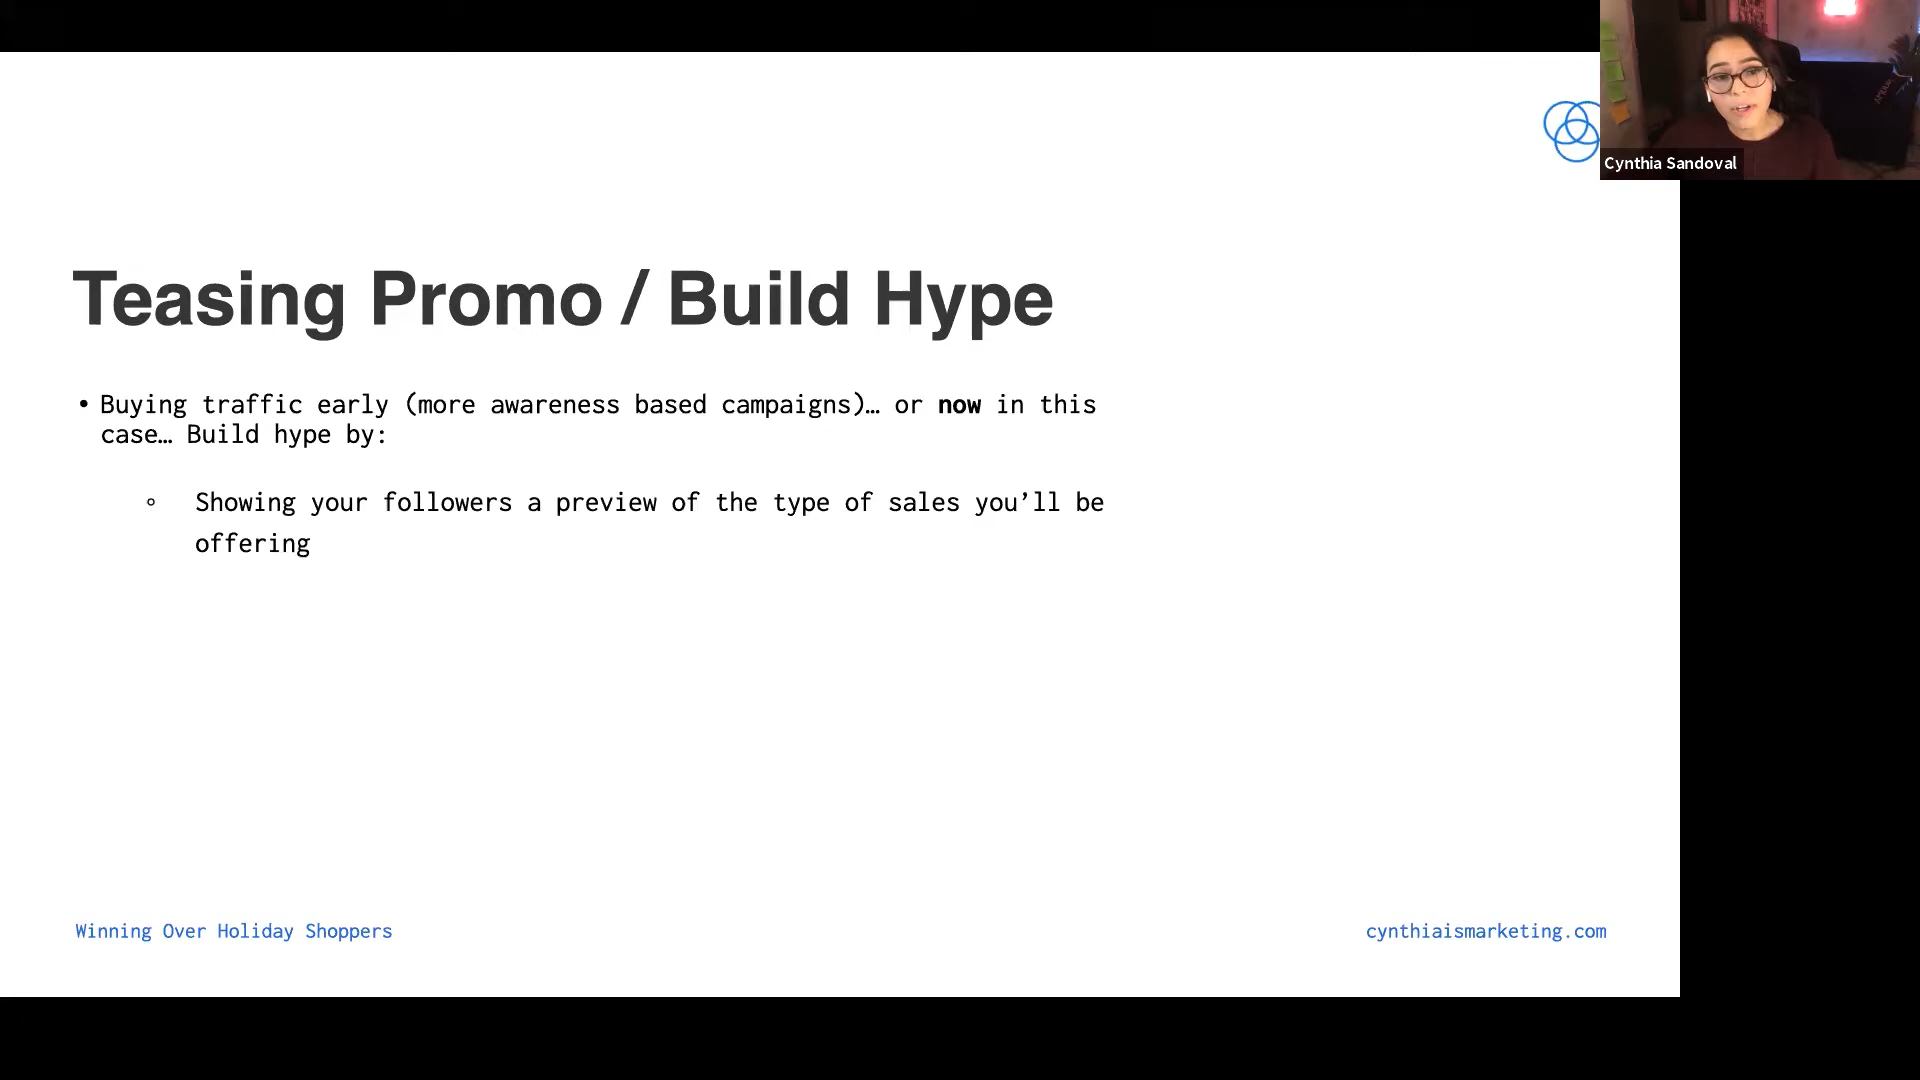 Cynthia Sandoval
Teasing Promo / Build Hype
• Buying traffic early (more awareness based campaigns)… or now in this
case… Build hype by:
◦ Showing your followers a preview of the type of sales you’ll be
offering
Winning Over Holiday Shoppers
cynthiaismarketing.com